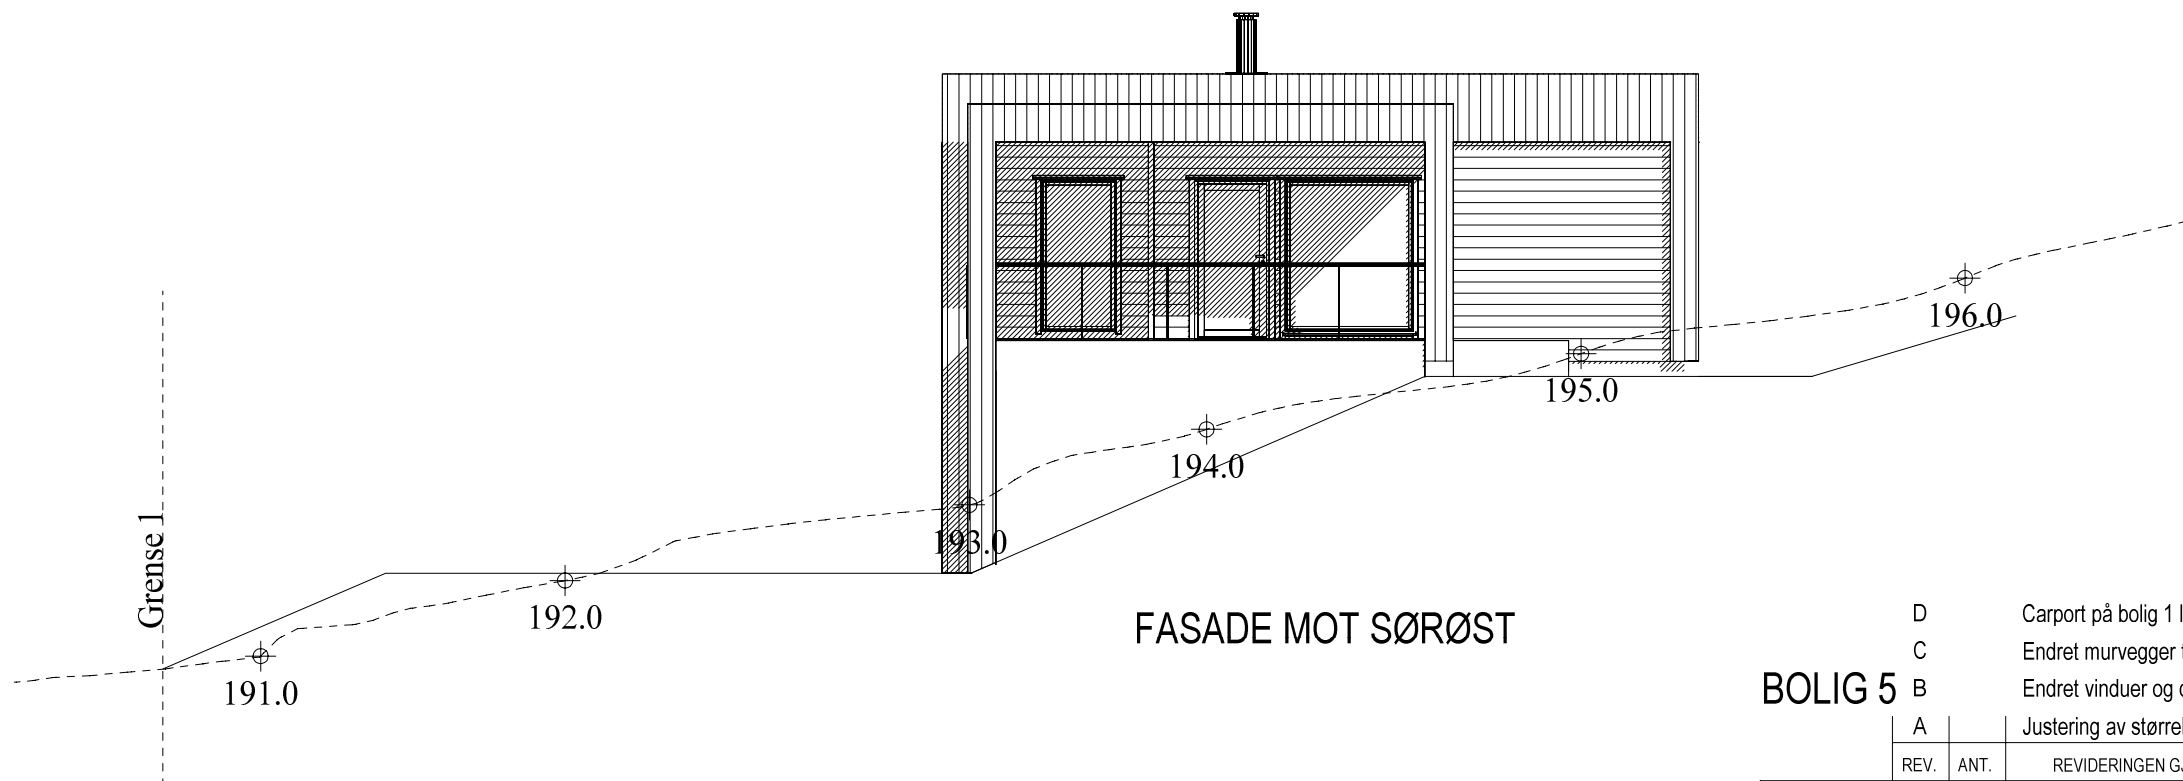 196.0
195.0
194.0
193.0
192.0
191.0
Grense 1
FASADE MOT SØRØST
BOLIG 5
D Carport på bolig 1
C Endret murvegger
B Endret vinduer og
A Justering av
REV. ANT. REVIDERINGEN